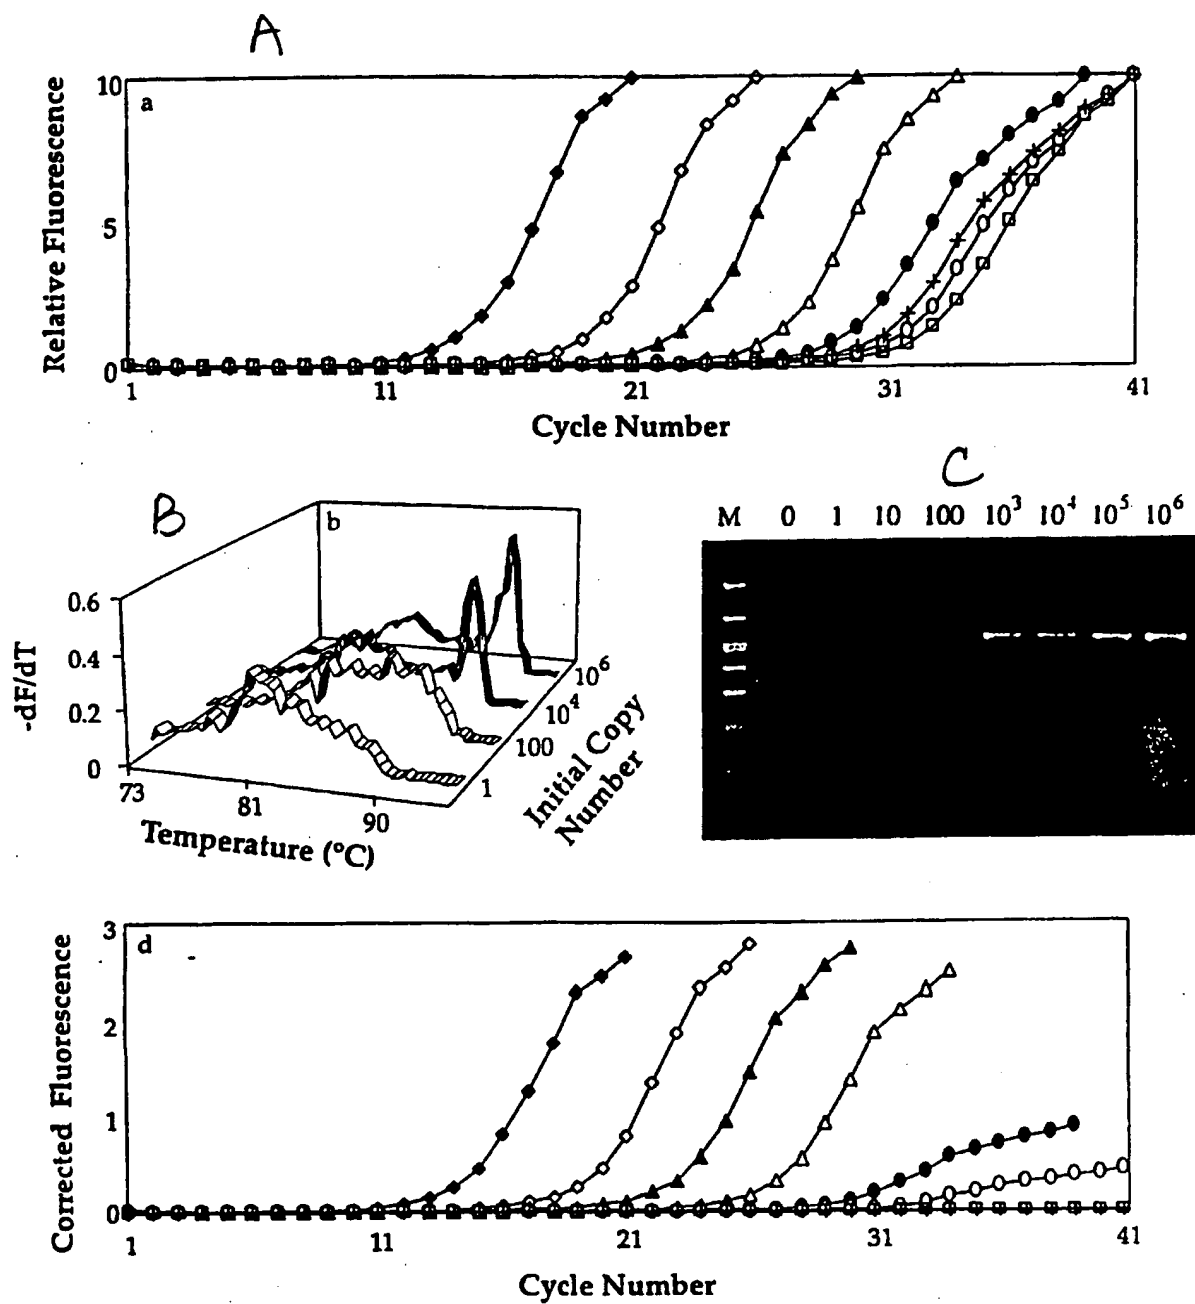 A
a
10
5
0
Relative Fluorescence
1 11 21 31 41
Cycle Number
B
b
0.6
0.4
0.2
0
-dF/dT
73 81 90
Temperature (°C)
1
100
10⁴
10⁶
Initial Copy
Number
C
M 0 1 10 100 10³ 10⁴ 10⁵ 10⁶
d
3
2
1
0
Corrected Fluorescence
1 11 21 31 41
Cycle Number